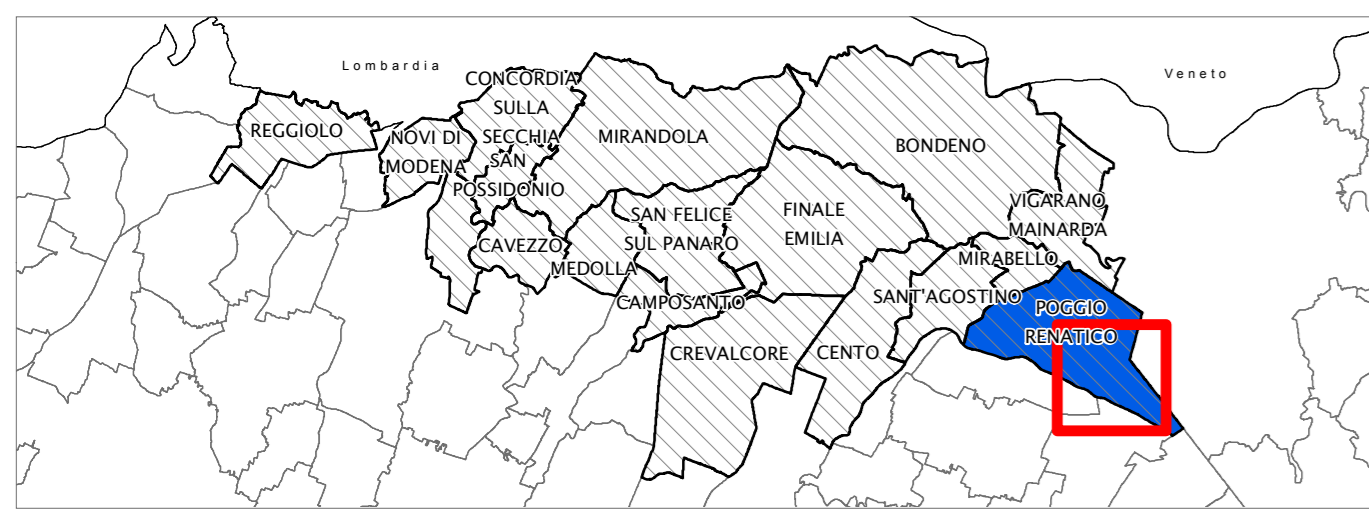 Lombardia
Veneto
CONCORDIA
SULLA
SECCHIA
REGGIOLO
NOVI DI
MODENA
SAN
POSSIDONIO
MIRANDOLA
BONDENO
CAVEZZO
MEDOLLA
SAN FELICE
SUL PANARO
CAMPOSANTO
FINALE
EMILIA
VIGARANO
MAINARDA
MIRABELLO
SANT'AGOSTINO
POGGIO
RENATICO
CREVALCORE
CENTO